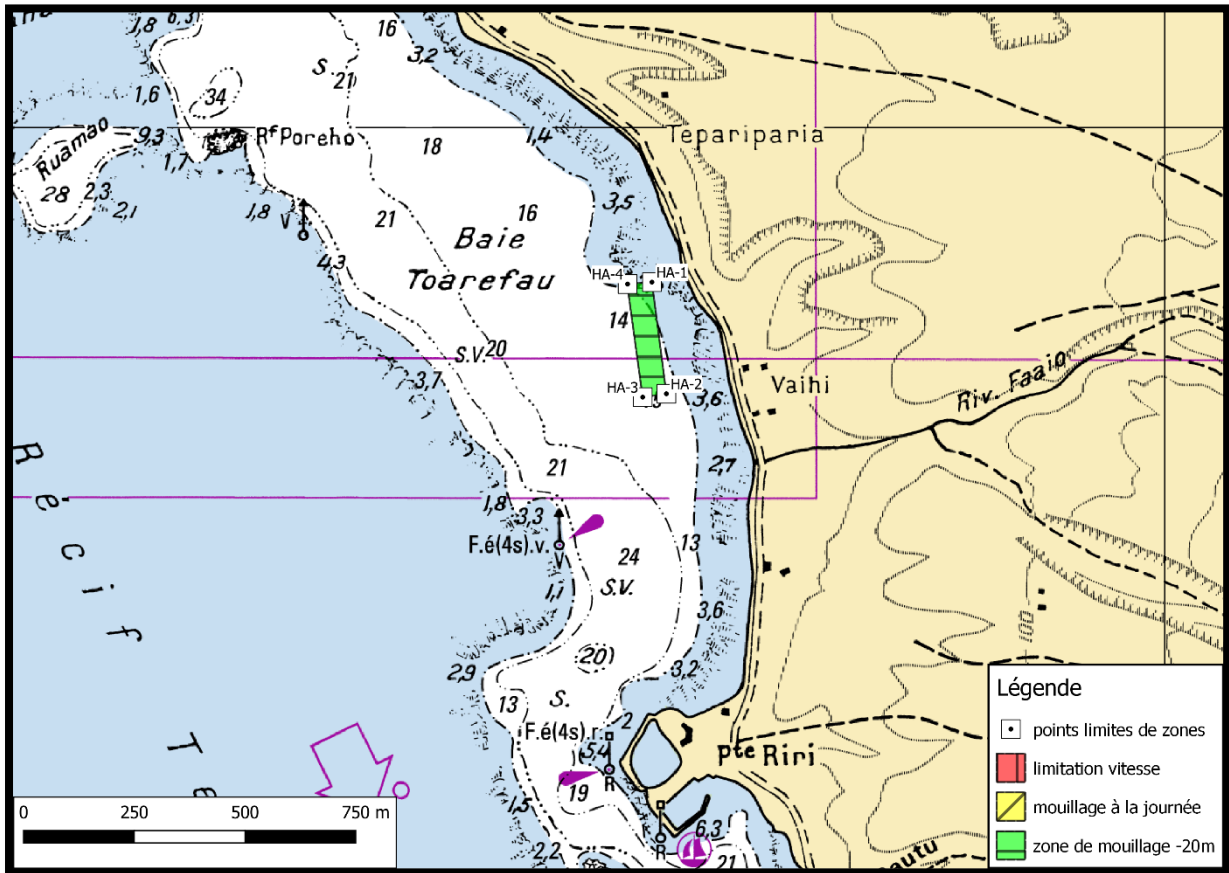 1,8
6,3
16
3,2
S.
21
34
1,6
9,3
1,7
Rf Poreho
Ruamao
28
2,3
2,1
18
1,4
Tepariparia
3,5
1,8
V
21
16
Baie
Toarefau
4,3
HA-4
HA-1
14
S.V.
20
3,7
HA-3
HA-2
3,6
Vaihi
Riv. Faaio
2,7
21
1,8
3,3
F.é(4s).v.
V
13
24
S.V.
1,1
3,6
100
Récif Te
2,9
(20)
3,2
13
S.
2
F.é(4s).r.
5,4
R
pte Riri
19
1,5
6,3
R
2,2
21
Légende
points limites de zones
limitation vitesse
mouillage à la journée
zone de mouillage -20m
0 250 500 750 m